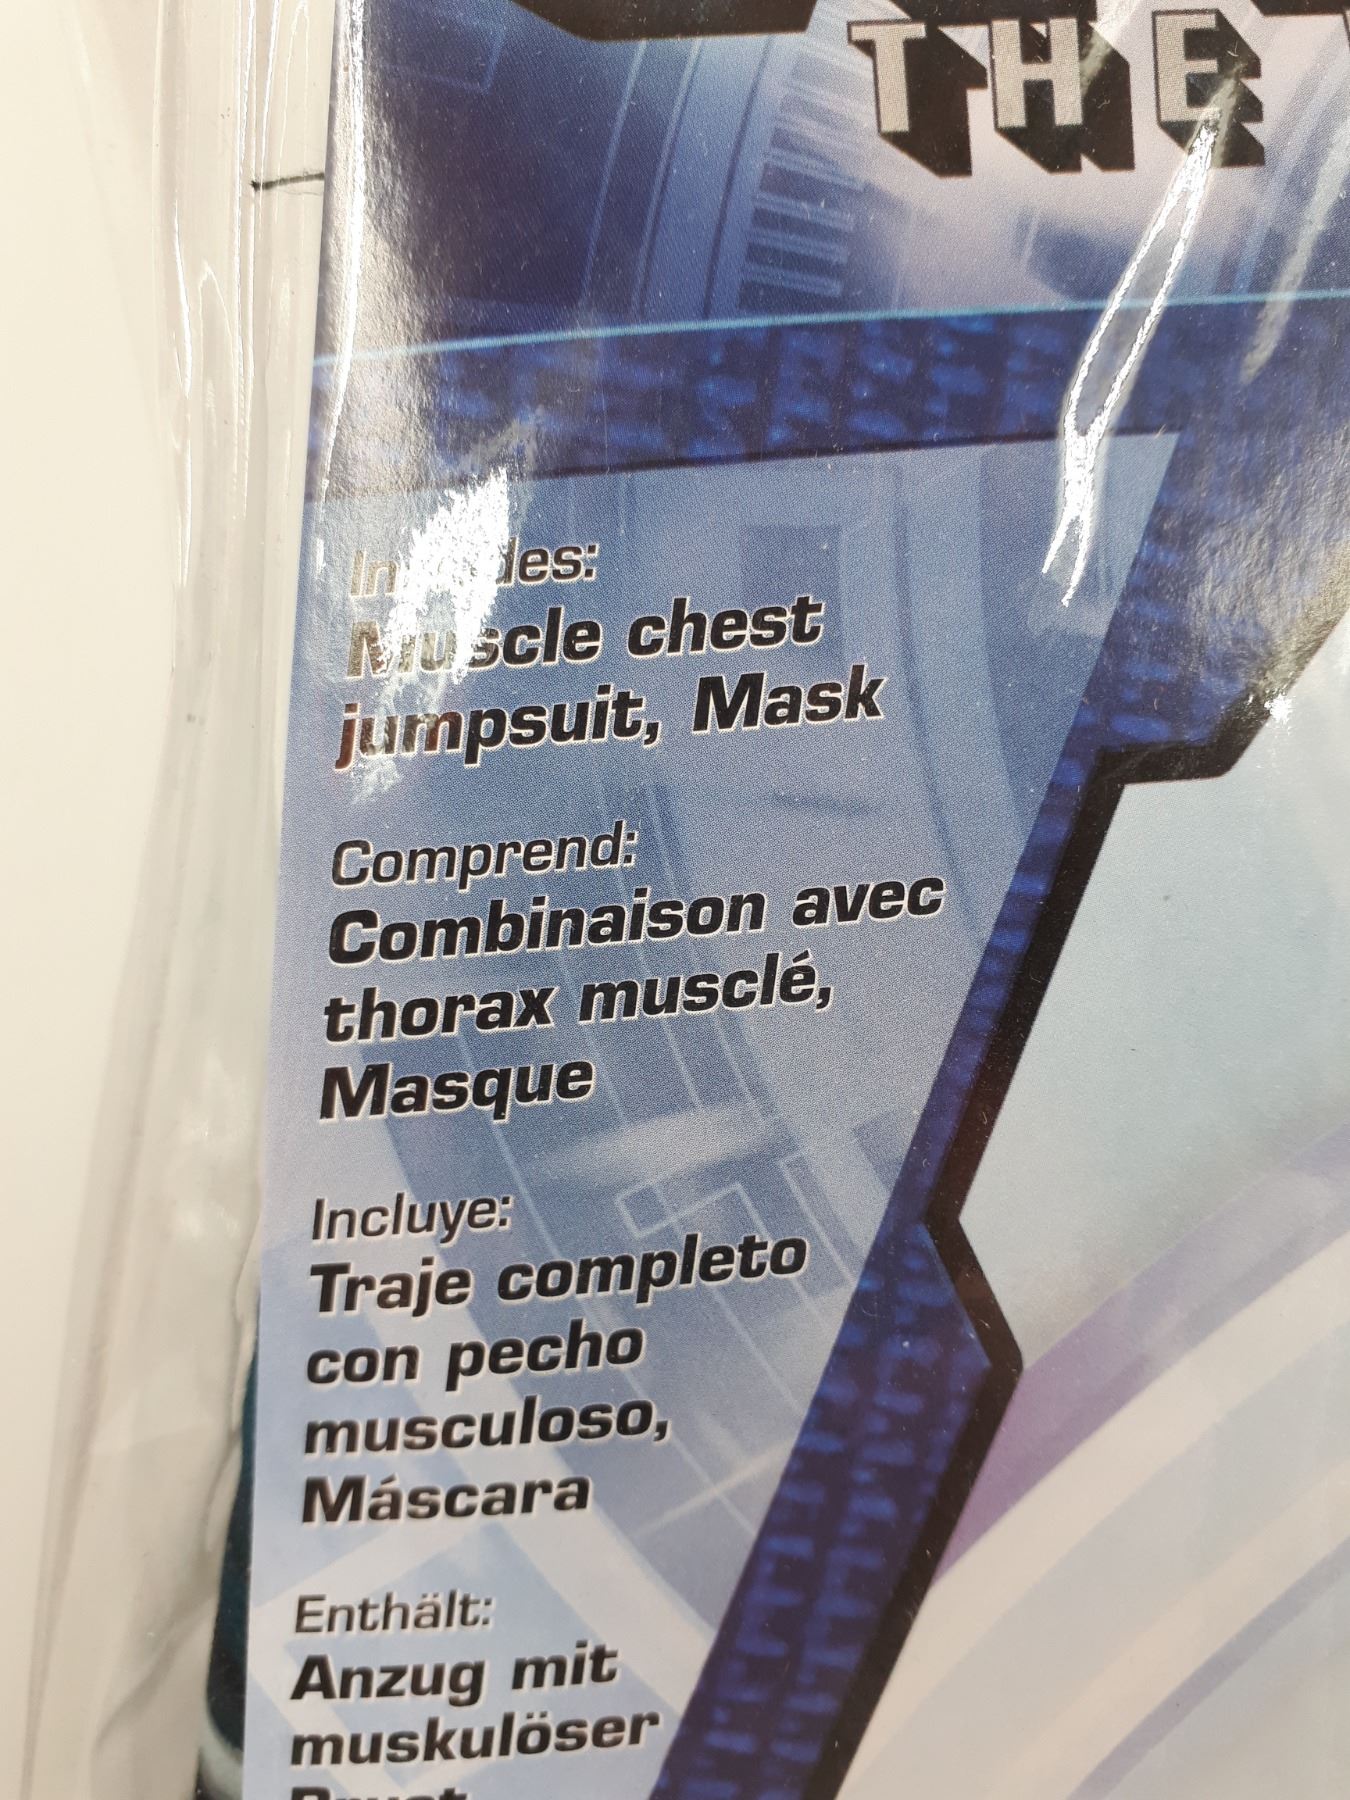 THE
Includes:
Muscle chest
jumpsuit, Mask
Comprend:
Combinaison avec
thorax musclé,
Masque
Incluye:
Traje completo
con pecho
musculoso,
Máscara
Enthält:
Anzug mit
muskulöser